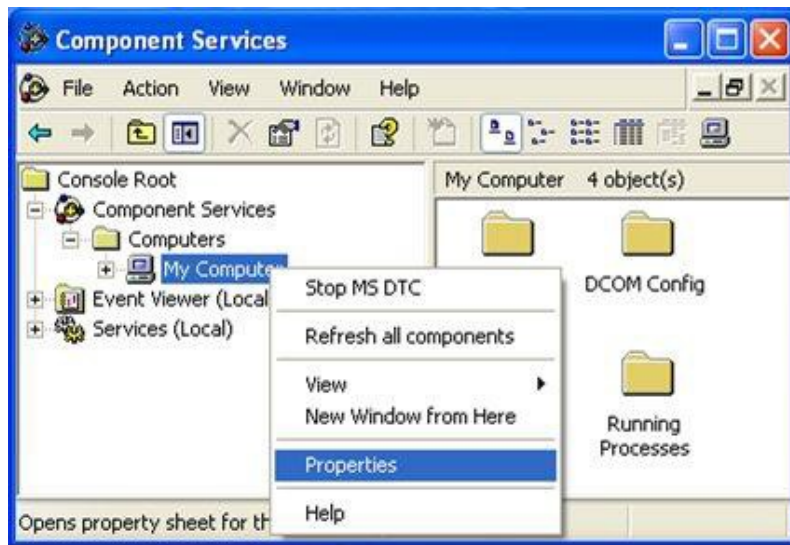 Component Services
File Action View Window Help
Console Root
My Computer 4 object(s)
Component Services
Computers
My Compute
Event Viewer (Local
Services (Local)
Stop MS DTC
Refresh all components
View
New Window from Here
Properties
Help
DCOM Config
Running
Processes
Opens property sheet for th